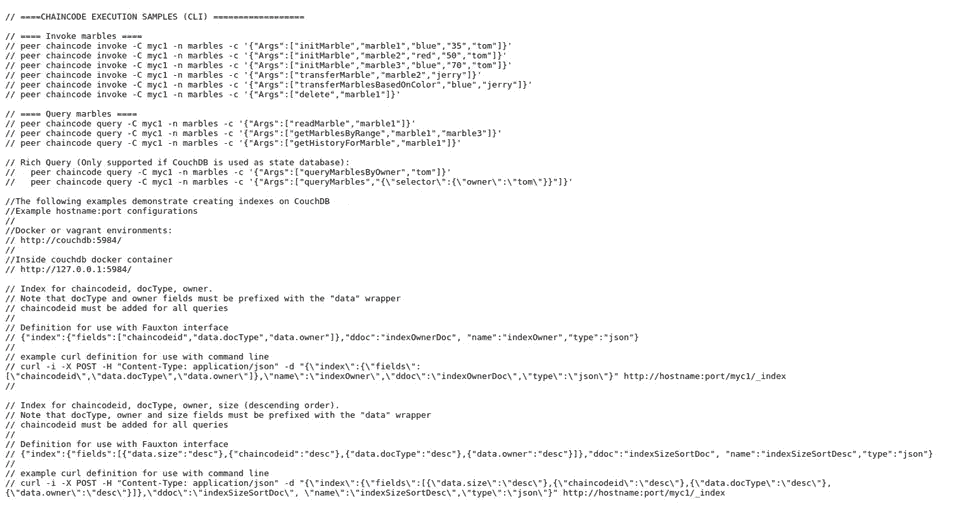 // ====CHAINCODE EXECUTION SAMPLES (CLI) ==================
// ==== Invoke marbles ====
// peer chaincode invoke -C myc1 -n marbles -c '{"Args":["initMarble","marble1","blue","35","tom"]}'
// peer chaincode invoke -C myc1 -n marbles -c '{"Args":["initMarble","marble2","red","50","tom"]}'
// peer chaincode invoke -C myc1 -n marbles -c '{"Args":["initMarble","marble3","blue","70","tom"]}'
// peer chaincode invoke -C myc1 -n marbles -c '{"Args":["transferMarble","marble2","jerry"]}'
// peer chaincode invoke -C myc1 -n marbles -c '{"Args":["transferMarblesBasedOnColor","blue","jerry"]}'
// peer chaincode invoke -C myc1 -n marbles -c '{"Args":["delete","marble1"]}'
// ==== Query marbles ====
// peer chaincode query -C myc1 -n marbles -c '{"Args":["readMarble","marble1"]}'
// peer chaincode query -C myc1 -n marbles -c '{"Args":["getMarblesByRange","marble1","marble3"]}'
// peer chaincode query -C myc1 -n marbles -c '{"Args":["getHistoryForMarble","marble1"]}'
// Rich Query (Only supported if CouchDB is used as state database):
//   peer chaincode query -C myc1 -n marbles -c '{"Args":["queryMarblesByOwner","tom"]}'
//   peer chaincode query -C myc1 -n marbles -c '{"Args":["queryMarbles","{\"selector\":{\"owner\":\"tom\"}}"]}'
//The following examples demonstrate creating indexes on CouchDB
//Example hostname:port configurations
//
//Docker or vagrant environments:
// http://couchdb:5984/
//
//Inside couchdb docker container
// http://127.0.0.1:5984/
// Index for chaincodeid, docType, owner.
// Note that docType and owner fields must be prefixed with the "data" wrapper
// chaincodeid must be added for all queries
//
// Definition for use with Fauxton interface
// {"index":{"fields":["chaincodeid","data.docType","data.owner"]},"ddoc":"indexOwnerDoc", "name":"indexOwner","type":"json"}
//
// example curl definition for use with command line
// curl -i -X POST -H "Content-Type: application/json" -d "{\"index\":{\"fields\":
[\"chaincodeid\",\"data.docType\",\"data.owner\"]},\"name\":\"indexOwner\",\"ddoc\":\"indexOwnerDoc\",\"type\":\"json\"}" http://hostname:port/myc1/_index
//
// Index for chaincodeid, docType, owner, size (descending order).
// Note that docType, owner and size fields must be prefixed with the "data" wrapper
// chaincodeid must be added for all queries
//
// Definition for use with Fauxton interface
// {"index":{"fields":[{"data.size":"desc"},{"chaincodeid":"desc"},{"data.docType":"desc"},{"data.owner":"desc"}]},"ddoc":"indexSizeSortDoc", "name":"indexSizeSortDesc","type":"json"}
//
// example curl definition for use with command line
// curl -i -X POST -H "Content-Type: application/json" -d "{\"index\":{\"fields\":[{\"data.size\":\"desc\"},{\"chaincodeid\":\"desc\"},{\"data.docType\":\"desc\"},
{\"data.owner\":\"desc\"}]},\"ddoc\":\"indexSizeSortDoc\", \"name\":\"indexSizeSortDesc\",\"type\":\"json\"}" http://hostname:port/myc1/_index